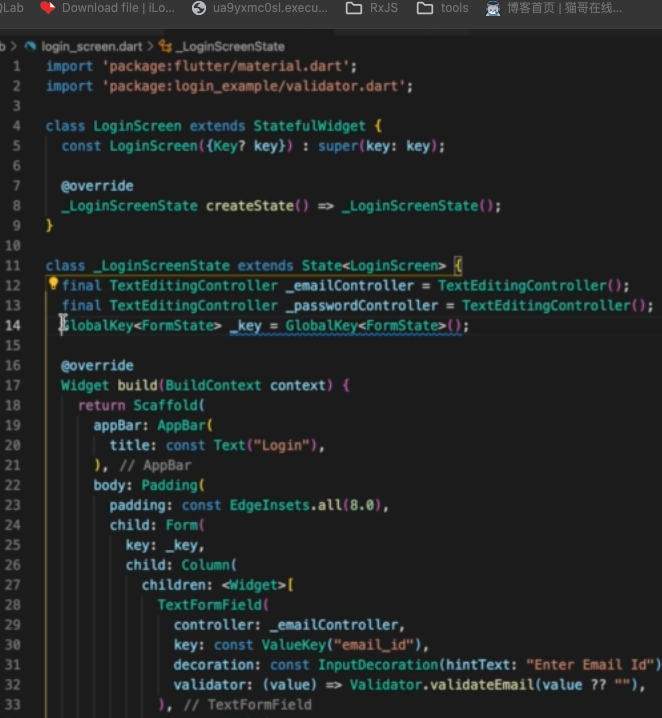 Lab Download file | iLo... ua9yxmc0sl.execu... RxJS tools 博客首页 | 猫哥在线...
b > login_screen.dart > _LoginScreenState
1 import 'package:flutter/material.dart';
2 import 'package:login_example/validator.dart';
3
4 class LoginScreen extends StatefulWidget {
5 const LoginScreen({Key? key}) : super(key: key);
6
7 @override
8 _LoginScreenState createState() => _LoginScreenState();
9 }
10
11 class _LoginScreenState extends State<LoginScreen> {
12 final TextEditingController _emailController = TextEditingController();
13 final TextEditingController _passwordController = TextEditingController();
14 GlobalKey<FormState> _key = GlobalKey<FormState>();
15
16 @override
17 Widget build(BuildContext context) {
18 return Scaffold(
19 appBar: AppBar(
20 title: const Text("Login"),
21 ), // AppBar
22 body: Padding(
23 padding: const EdgeInsets.all(8.0),
24 child: Form(
25 key: _key,
26 child: Column(
27 children: <Widget>[
28 TextFormField(
29 controller: _emailController,
30 key: const ValueKey("email_id"),
31 decoration: const InputDecoration(hintText: "Enter Email Id")
32 validator: (value) => Validator.validateEmail(value ?? ""),
33 ), // TextFormField